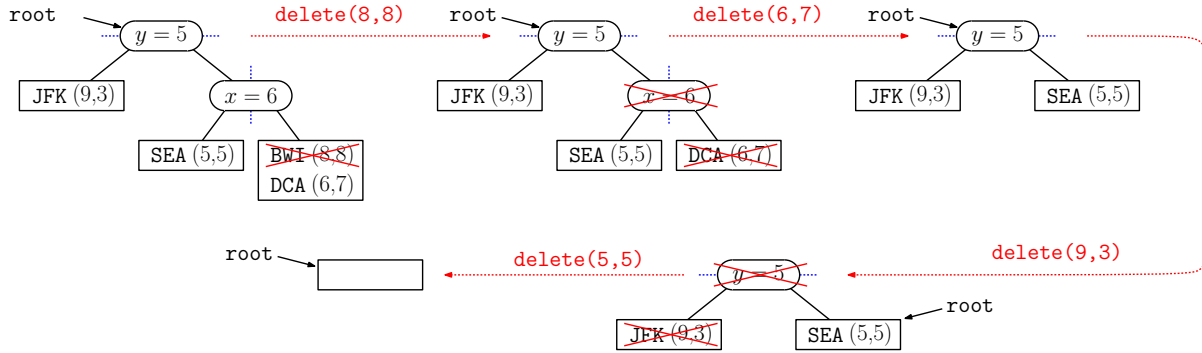 root
y = 5
delete(8,8)
JFK (9,3)
x = 6
SEA (5,5)
BWI (8,8)
DCA (6,7)
root
y = 5
delete(6,7)
JFK (9,3)
x = 6
SEA (5,5)
DCA (6,7)
root
y = 5
JFK (9,3)
SEA (5,5)
delete(9,3)
y = 5
root
JFK (9,3)
SEA (5,5)
delete(5,5)
root